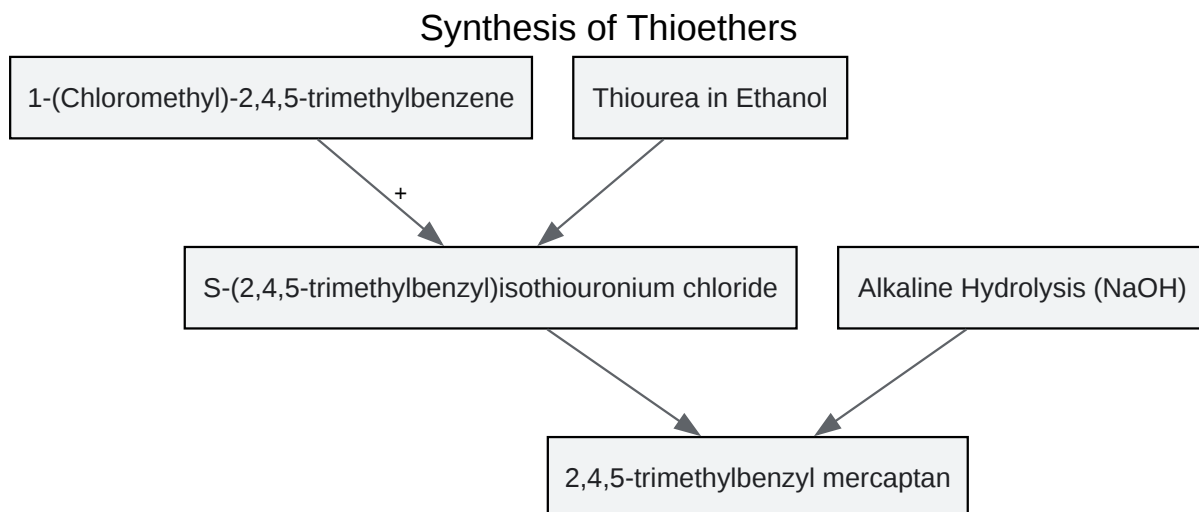 Synthesis of Thioethers
1-(Chloromethyl)-2,4,5-trimethylbenzene
Thiourea in Ethanol
+
S-(2,4,5-trimethylbenzyl)isothiouronium chloride
Alkaline Hydrolysis (NaOH)
2,4,5-trimethylbenzyl mercaptan